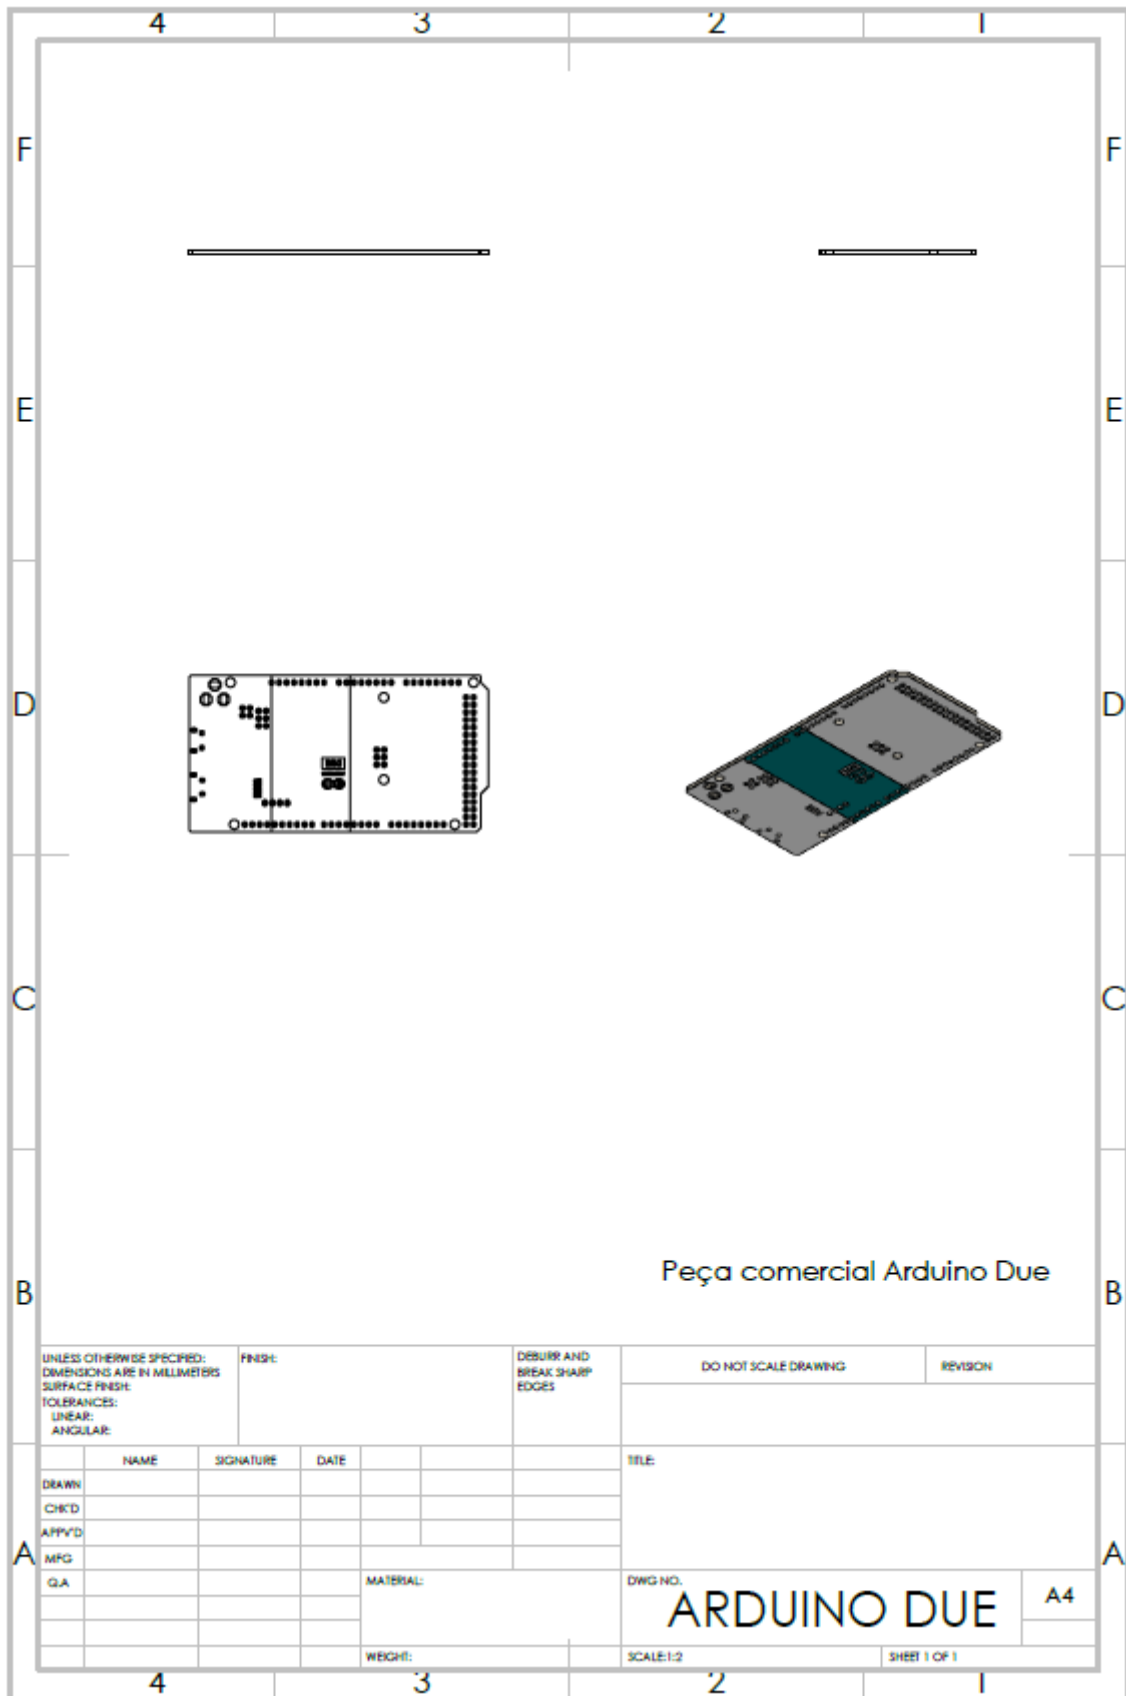 4 3 2 1
F F
E E
D D
C C
B B
Peça comercial Arduino Due
UNLESS OTHERWISE SPECIFIED:
DIMENSIONS ARE IN MILLIMETERS
SURFACE FINISH:
TOLERANCES:
LINEAR:
ANGULAR:
FINISH:
DEBURR AND
BREAK SHARP
EDGES
DO NOT SCALE DRAWING
REVISION
NAME SIGNATURE DATE
TITLE:
DRAWN
CHK'D
APPV'D
MFG
Q.A
A A
MATERIAL:
DWG NO.
ARDUINO DUE
A4
WEIGHT:
SCALE:1:2
SHEET 1 OF 1
4 3 2 1